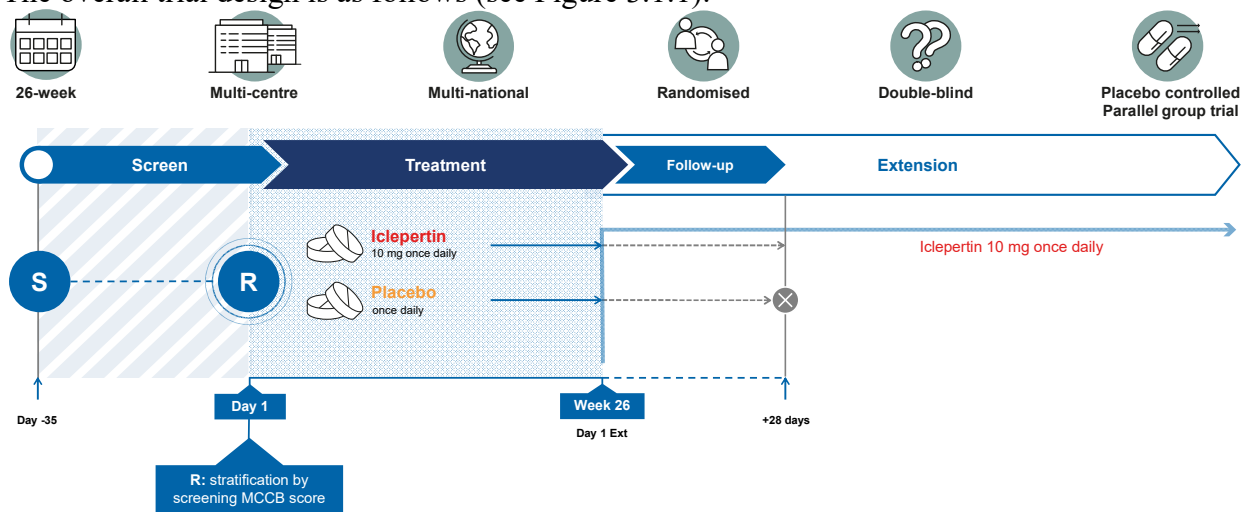 The overall trial design is as follows (see Figure 3.1.1).
26-week
Multi-centre
Multi-national
Randomised
Double-blind
Placebo controlled
Parallel group trial
Screen
Treatment
Follow-up
Extension
Iclepertin
10 mg once daily
Iclepertin 10 mg once daily
S
R
Placebo
once daily
Day 1
Week 26
Day -35
Day 1 Ext
+28 days
R: stratification by
screening MCCB score